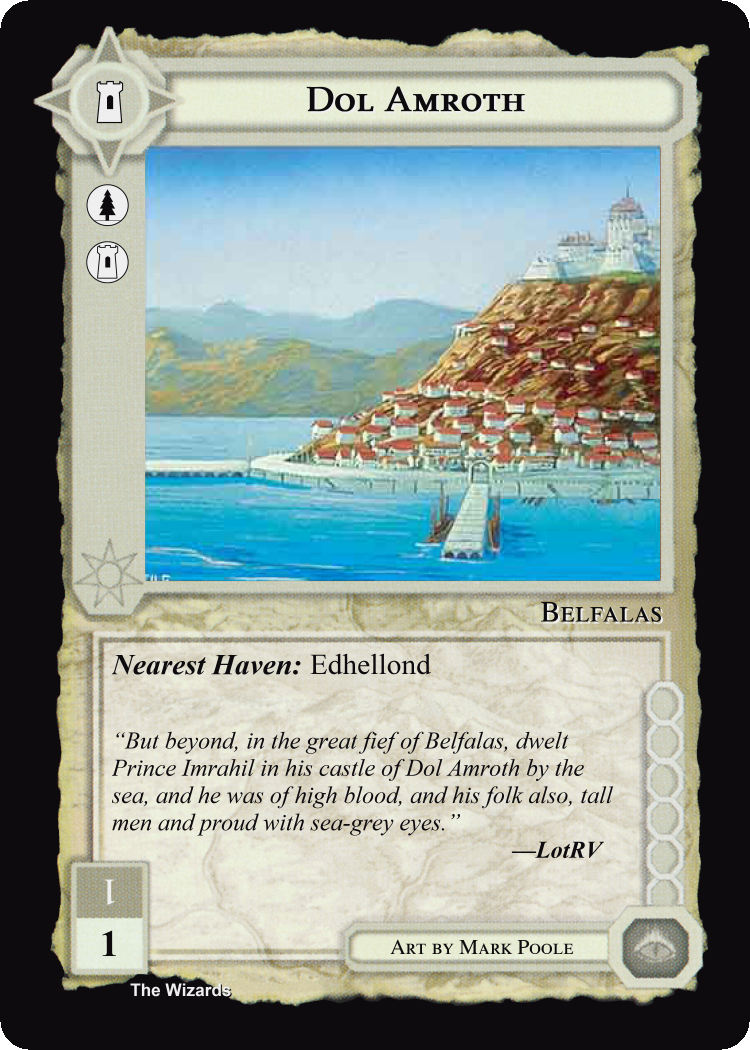 DOL AMROTH
BELFALAS
Nearest Haven: Edhellond
“But beyond, in the great fief of Belfalas, dwelt
Prince Imrahil in his castle of Dol Amroth by the
sea, and he was of high blood, and his folk also, tall
men and proud with sea-grey eyes.”
—LotRV
1
1
ART BY MARK POOLE
The Wizards